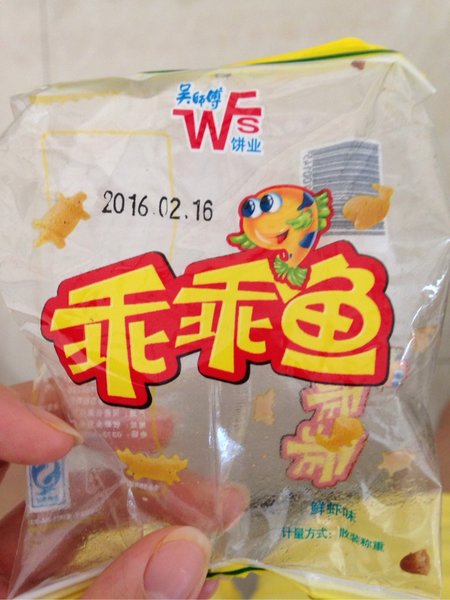 吴师傅
WFS
饼业
2016.02.16
乖乖鱼
鲜虾味
计量方式：散装称重